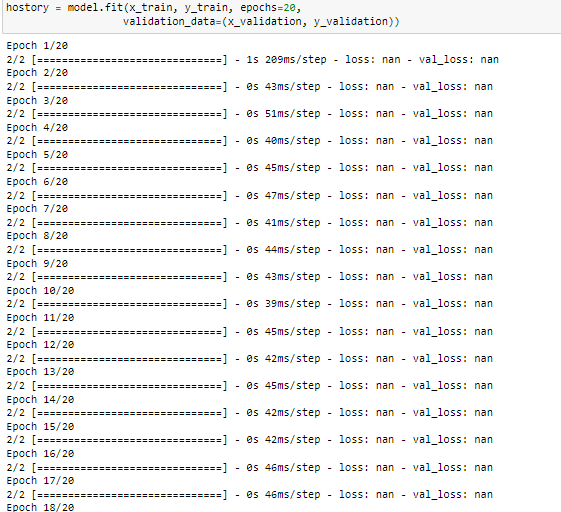 hostory = model.fit(x_train, y_train, epochs=20,
validation_data=(x_validation, y_validation))
Epoch 1/20
2/2 [==============================] - 1s 209ms/step - loss: nan - val_loss: nan
Epoch 2/20
2/2 [==============================] - 0s 43ms/step - loss: nan - val_loss: nan
Epoch 3/20
2/2 [==============================] - 0s 51ms/step - loss: nan - val_loss: nan
Epoch 4/20
2/2 [==============================] - 0s 40ms/step - loss: nan - val_loss: nan
Epoch 5/20
2/2 [==============================] - 0s 45ms/step - loss: nan - val_loss: nan
Epoch 6/20
2/2 [==============================] - 0s 47ms/step - loss: nan - val_loss: nan
Epoch 7/20
2/2 [==============================] - 0s 41ms/step - loss: nan - val_loss: nan
Epoch 8/20
2/2 [==============================] - 0s 44ms/step - loss: nan - val_loss: nan
Epoch 9/20
2/2 [==============================] - 0s 43ms/step - loss: nan - val_loss: nan
Epoch 10/20
2/2 [==============================] - 0s 39ms/step - loss: nan - val_loss: nan
Epoch 11/20
2/2 [==============================] - 0s 45ms/step - loss: nan - val_loss: nan
Epoch 12/20
2/2 [==============================] - 0s 42ms/step - loss: nan - val_loss: nan
Epoch 13/20
2/2 [==============================] - 0s 45ms/step - loss: nan - val_loss: nan
Epoch 14/20
2/2 [==============================] - 0s 42ms/step - loss: nan - val_loss: nan
Epoch 15/20
2/2 [==============================] - 0s 42ms/step - loss: nan - val_loss: nan
Epoch 16/20
2/2 [==============================] - 0s 46ms/step - loss: nan - val_loss: nan
Epoch 17/20
2/2 [==============================] - 0s 46ms/step - loss: nan - val_loss: nan
Epoch 18/20